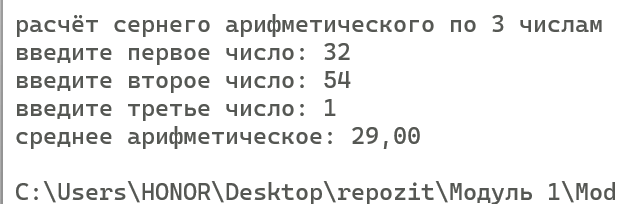 расчёт сернего арифметического по 3 числам
введите первое число: 32
введите второе число: 54
введите третье число: 1
среднее арифметическое: 29,00
C:\Users\HONOR\Desktop\repozit\Модуль 1\Mod